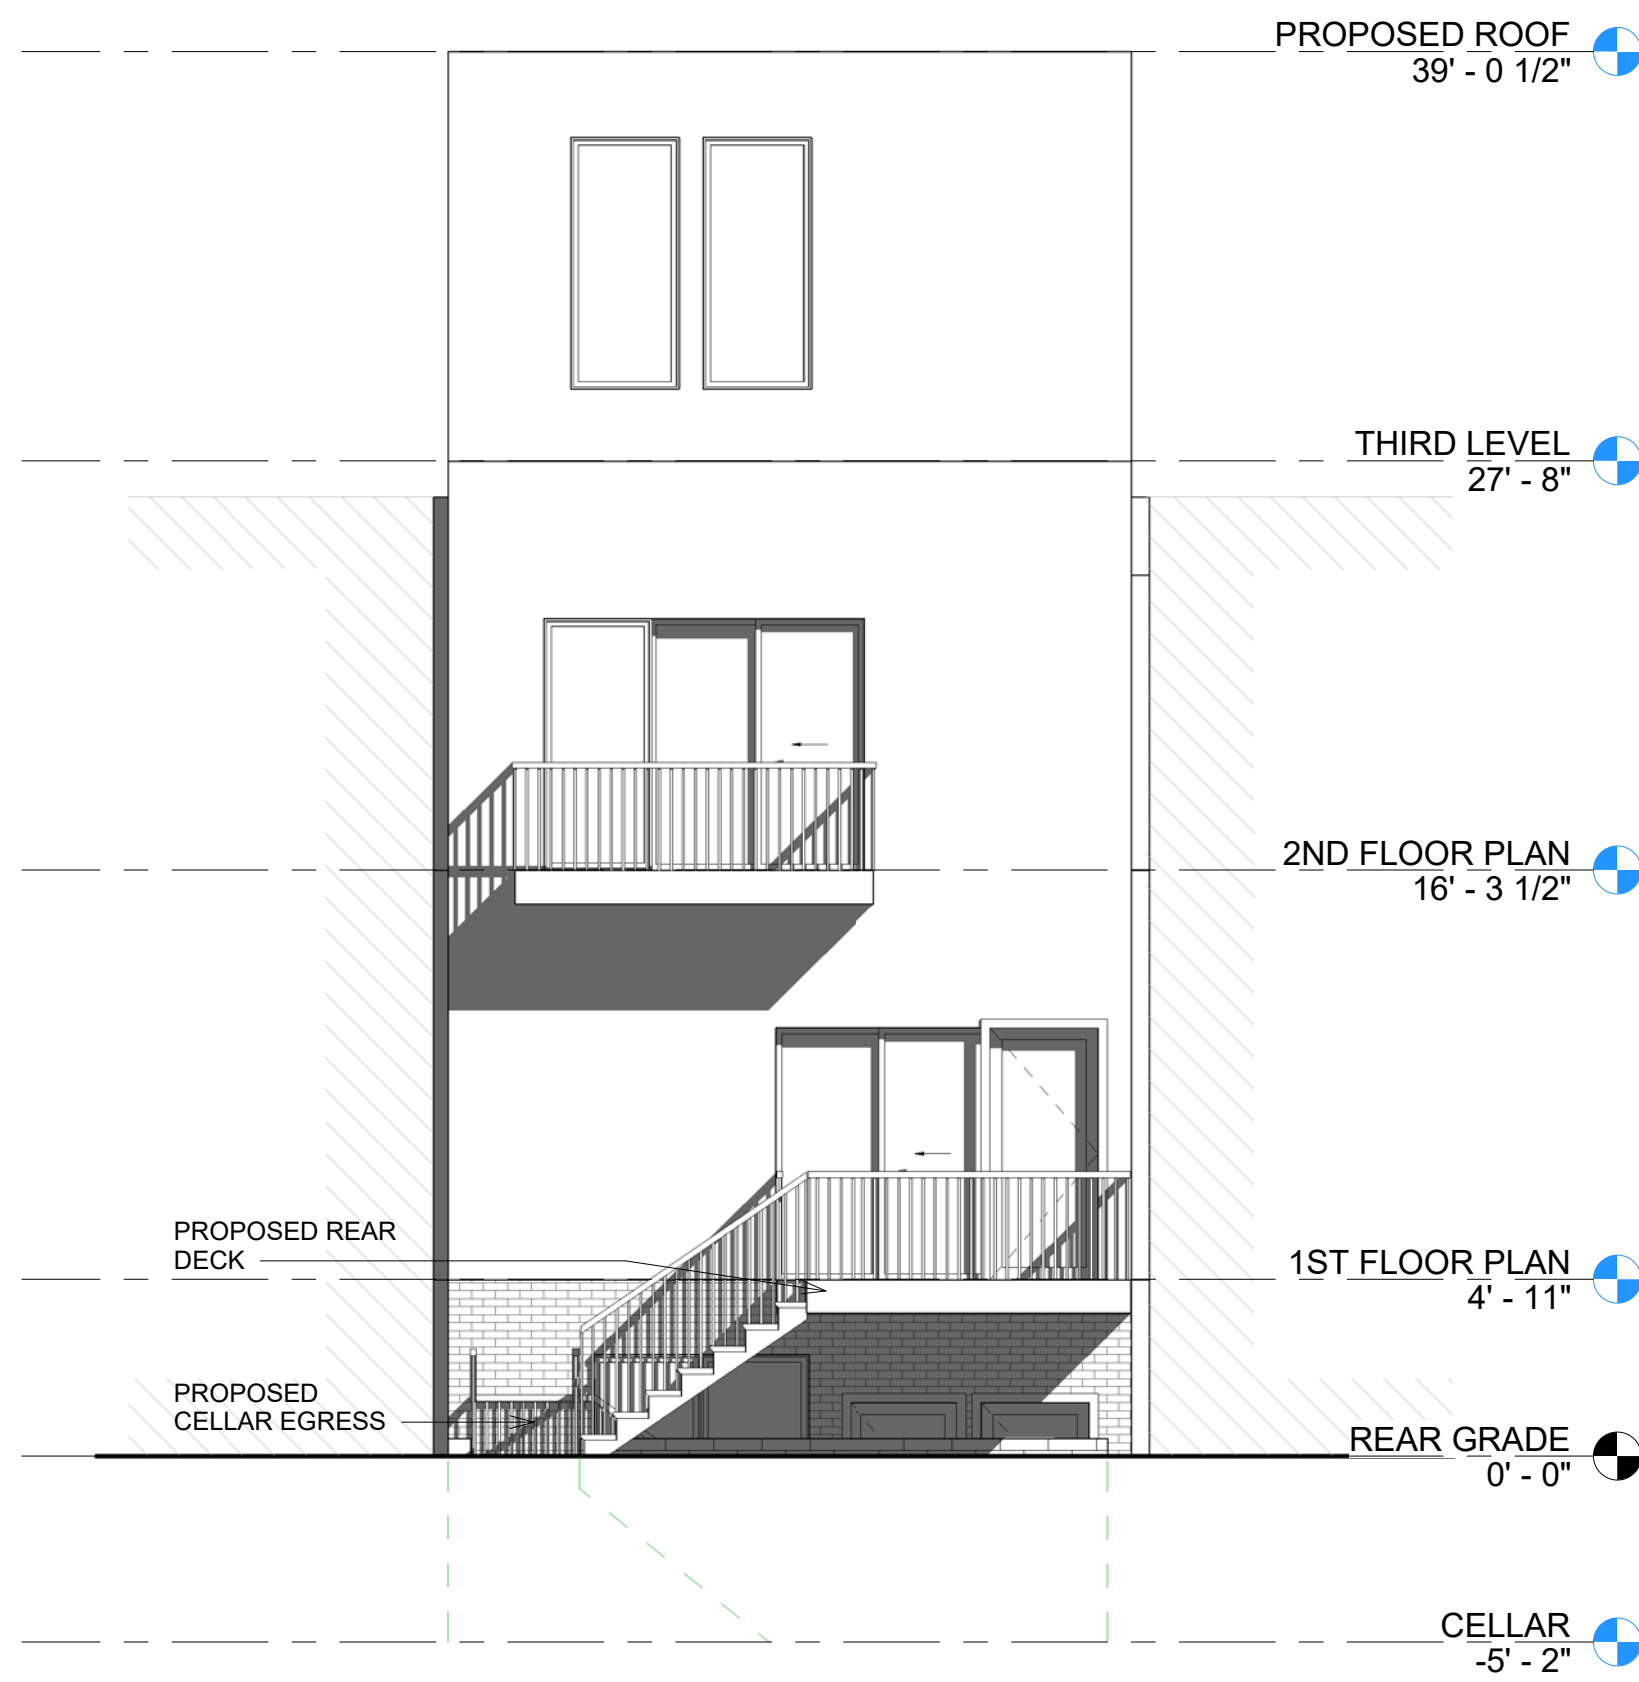 PROPOSED ROOF
39' - 0 1/2"
THIRD LEVEL
27' - 8"
2ND FLOOR PLAN
16' - 3 1/2"
PROPOSED REAR
DECK
1ST FLOOR PLAN
4' - 11"
PROPOSED
CELLAR EGRESS
REAR GRADE
0' - 0"
CELLAR
-5' - 2"